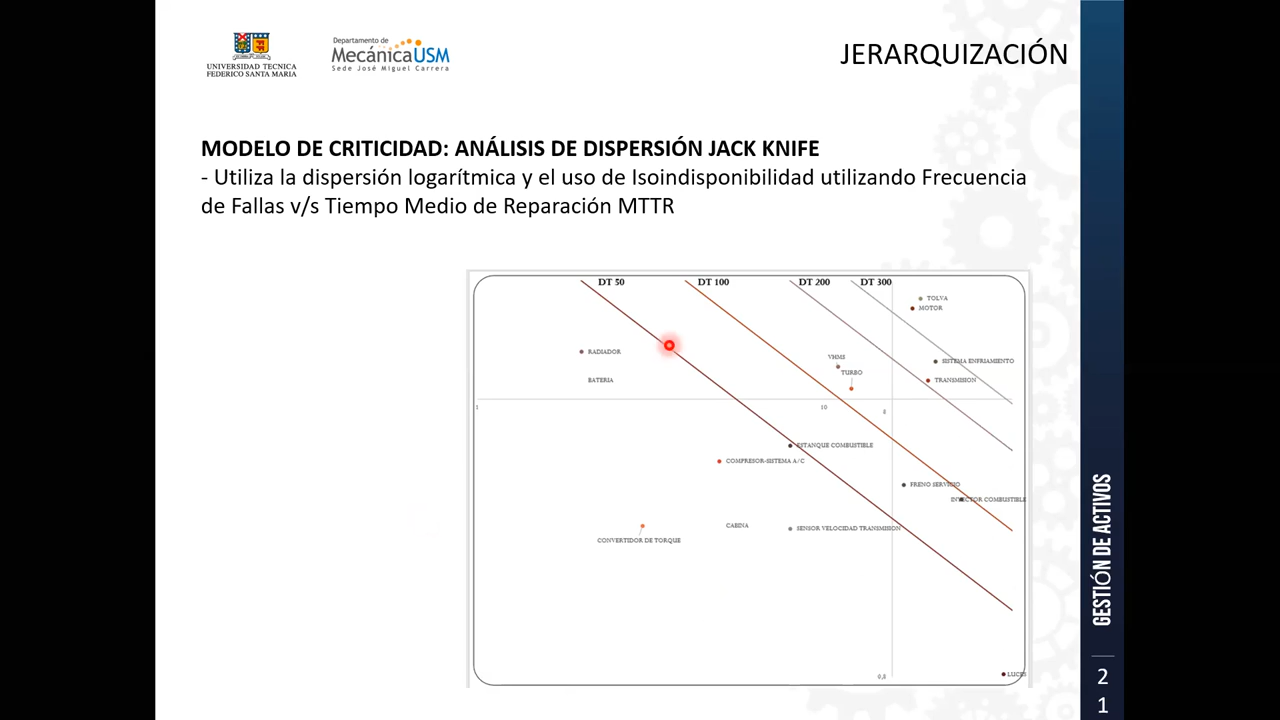 UNIVERSIDAD TECNICA
FEDERICO SANTA MARIA
Departamento de
MecánicaUSM
Sede José Miguel Carrera
JERARQUIZACIÓN
MODELO DE CRITICIDAD: ANÁLISIS DE DISPERSIÓN JACK KNIFE
- Utiliza la dispersión logarítmica y el uso de Isoindisponibilidad utilizando Frecuencia
de Fallas v/s Tiempo Medio de Reparación MTTR
DT 50
DT 100
DT 200
DT 300
TOLVA
MOTOR
RADIADOR
VHMS
SISTEMA ENFRIAMIENTO
TURBO
BATERIA
TRANSMISION
1
10
8
ESTANQUE COMBUSTIBLE
COMPRESOR-SISTEMA A/C
FRENO SERVICIO
INYECTOR COMBUSTIBLE
CABINA
SENSOR VELOCIDAD TRANSMISION
CONVERTIDOR DE TORQUE
0,8
LUCES
GESTIÓN DE ACTIVOS
2
1